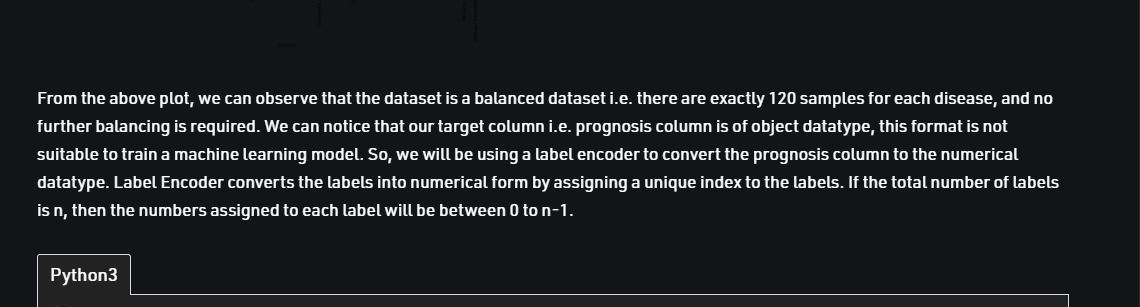 From the above plot, we can observe that the dataset is a balanced dataset i.e. there are exactly 120 samples for each disease, and no
further balancing is required. We can notice that our target column i.e. prognosis column is of object datatype, this format is not
suitable to train a machine learning model. So, we will be using a label encoder to convert the prognosis column to the numerical
datatype. Label Encoder converts the labels into numerical form by assigning a unique index to the labels. If the total number of labels
is n, then the numbers assigned to each label will be between 0 to n-1.
Python3